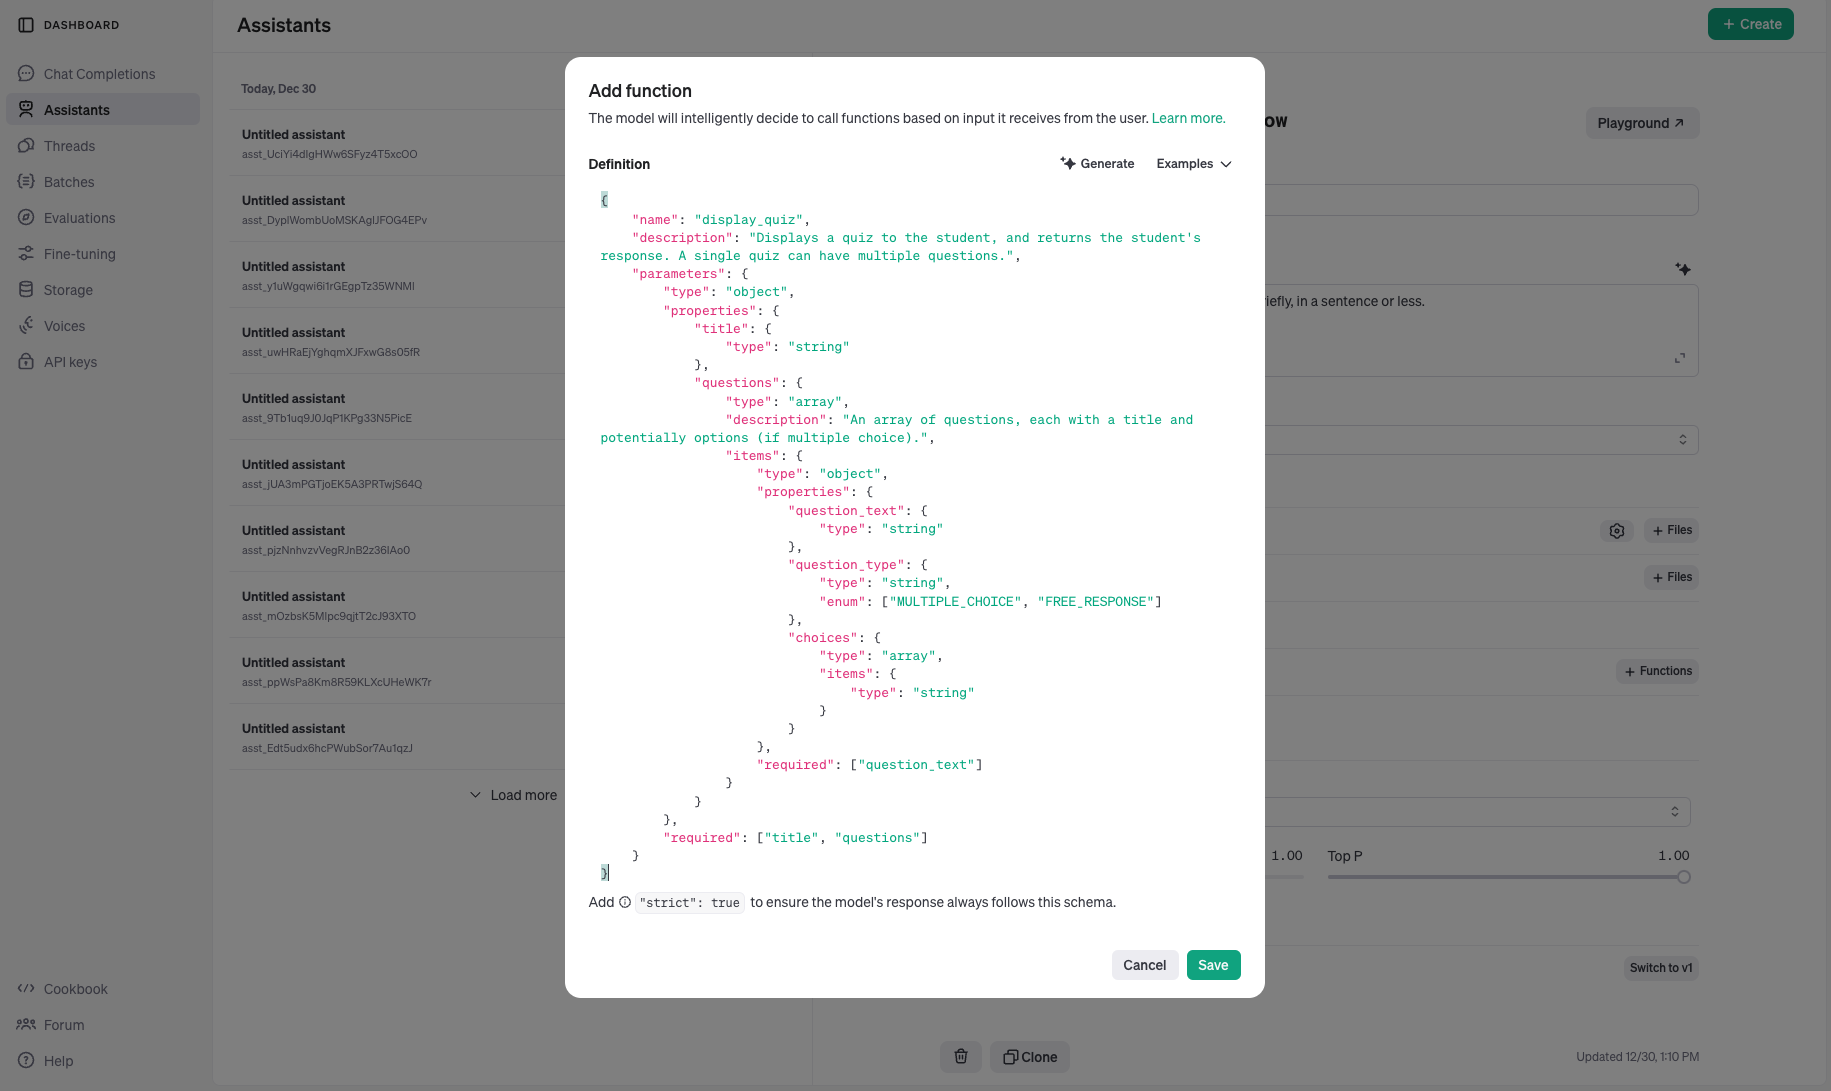 DASHBOARD
Chat Completions
Assistants
Threads
Batches
Evaluations
Fine-tuning
Storage
Voices
API keys
Cookbook
Forum
Help
Assistants
+ Create
Today, Dec 30
Untitled assistant
asst_UciYi4dlgHWw6SFyz4T5xcOO
Untitled assistant
asst_DyplWombUoMSKAglJFOG4EPv
Untitled assistant
asst_y1uWgqwi6i1rGEgpTz35WNMl
Untitled assistant
asst_uwHRaEjYghqmXJFxwG8s05fR
Untitled assistant
asst_9Tb1uq9J0JqP1KPg33N5PicE
Untitled assistant
asst_jUA3mPGTjoEK5A3PRTwjS64Q
Untitled assistant
asst_pjzNnhvzvVegRJnB2z36lAo0
Untitled assistant
asst_mOzbsK5Mlpc9qjtT2cJ93XTO
Untitled assistant
asst_ppWsPa8Km8R59KLXcUHeWK7r
Untitled assistant
asst_Edt5udx6hcPWubSor7Au1qzJ
Load more
Add function
The model will intelligently decide to call functions based on input it receives from the user. Learn more.
Definition
Generate
Examples
{
"name": "display_quiz",
"description": "Displays a quiz to the student, and returns the student's
response. A single quiz can have multiple questions.",
"parameters": {
"type": "object",
"properties": {
"title": {
"type": "string"
},
"questions": {
"type": "array",
"description": "An array of questions, each with a title and
potentially options (if multiple choice).",
"items": {
"type": "object",
"properties": {
"question_text": {
"type": "string"
},
"question_type": {
"type": "string",
"enum": ["MULTIPLE_CHOICE", "FREE_RESPONSE"]
},
"choices": {
"type": "array",
"items": {
"type": "string"
}
}
},
"required": ["question_text"]
}
}
},
"required": ["title", "questions"]
}
}
Add "strict": true to ensure the model's response always follows this schema.
Cancel
Save
ow
Playground
iefly, in a sentence or less.
+ Files
+ Files
+ Functions
1.00
Top P
1.00
Switch to v1
Clone
Updated 12/30, 1:10 PM